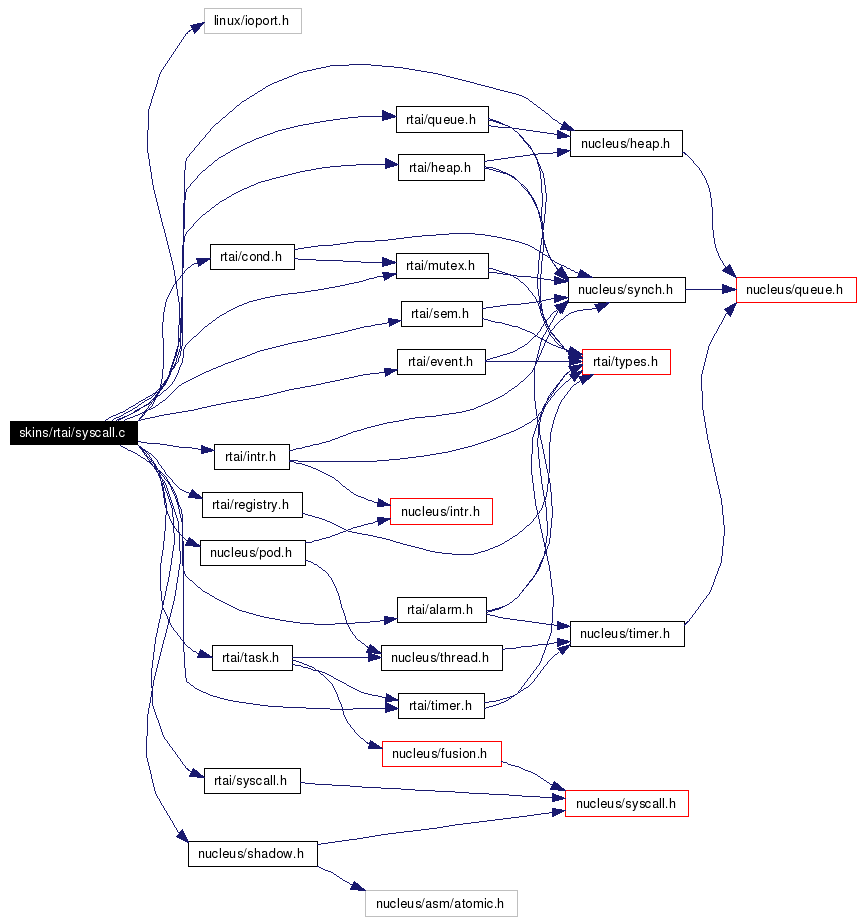 linux/ioport.h
rtai/queue.h
nucleus/heap.h
rtai/heap.h
rtai/cond.h
rtai/mutex.h
nucleus/synch.h
nucleus/queue.h
rtai/sem.h
rtai/event.h
rtai/types.h
skins/rtai/syscall.c
rtai/intr.h
rtai/registry.h
nucleus/intr.h
nucleus/pod.h
rtai/alarm.h
nucleus/timer.h
rtai/task.h
nucleus/thread.h
rtai/timer.h
nucleus/fusion.h
rtai/syscall.h
nucleus/syscall.h
nucleus/shadow.h
nucleus/asm/atomic.h